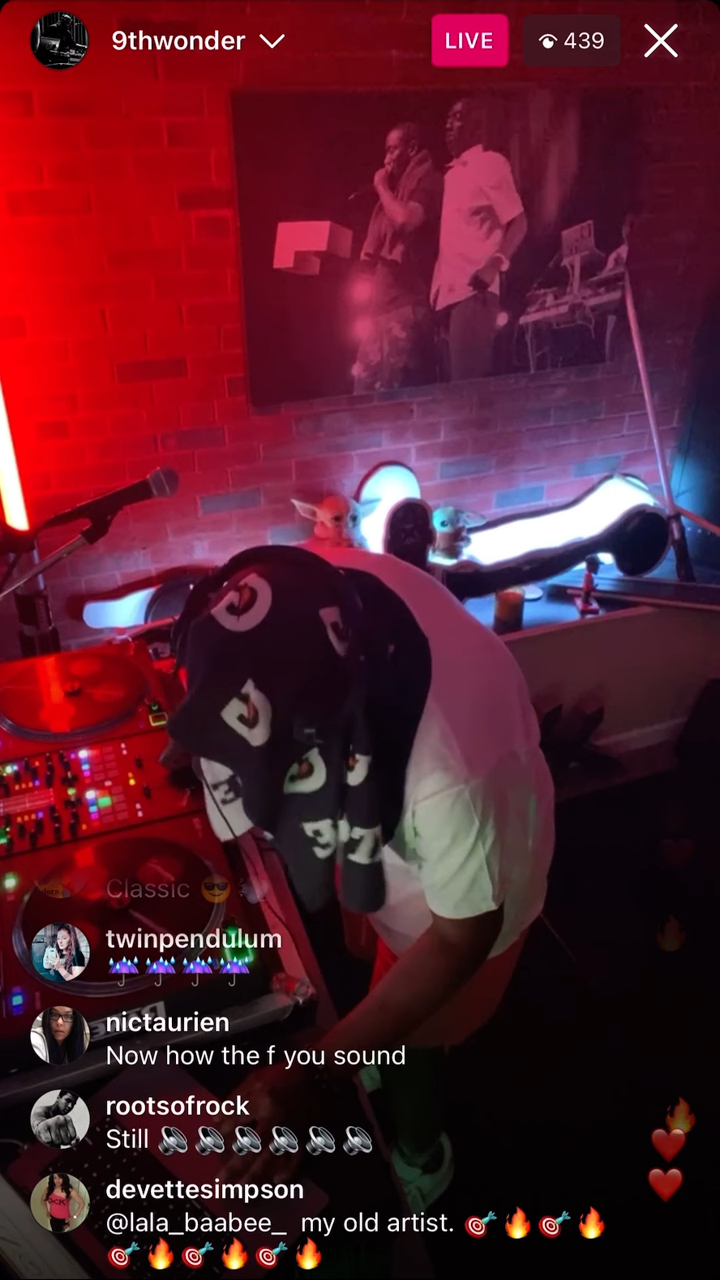 9thwonder
LIVE
439
Classic 😎
twinpendulum
☔☔☔☔
nictaurien
Now how the f you sound
rootsofrock
Still 🔊🔊🔊🔊🔊🔊
devettesimpson
@lala_baabee_ my old artist. 🎯🔥🎯🔥
🎯🔥🎯🔥🎯🔥